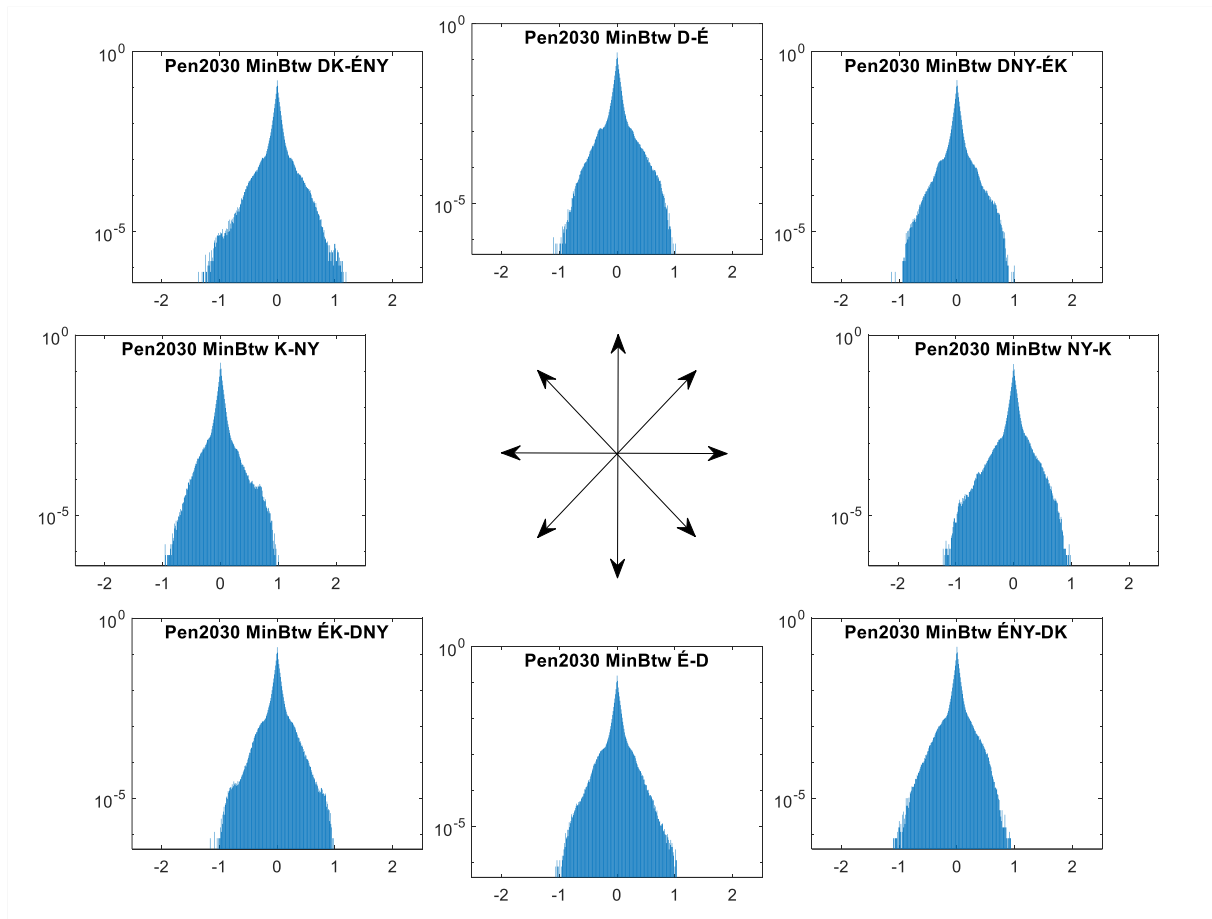 Pen2030 MinBtw DK-ÉNY
10^0
10^-5
-2 -1 0 1 2
Pen2030 MinBtw D-É
10^0
10^-5
-2 -1 0 1 2
Pen2030 MinBtw DNY-ÉK
10^0
10^-5
-2 -1 0 1 2
Pen2030 MinBtw K-NY
10^0
10^-5
-2 -1 0 1 2
Pen2030 MinBtw NY-K
10^0
10^-5
-2 -1 0 1 2
Pen2030 MinBtw ÉK-DNY
10^0
10^-5
-2 -1 0 1 2
Pen2030 MinBtw É-D
10^0
10^-5
-2 -1 0 1 2
Pen2030 MinBtw ÉNY-DK
10^0
10^-5
-2 -1 0 1 2